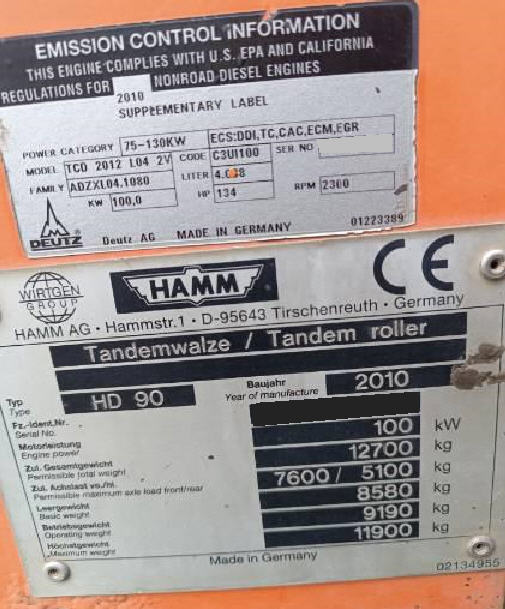 EMISSION CONTROL INFORMATION
THIS ENGINE COMPLIES WITH U.S. EPA AND CALIFORNIA
REGULATIONS FOR 2010 NONROAD DIESEL ENGINES
SUPPLEMENTARY LABEL
POWER CATEGORY 75-130KW ECS:DDI,TC,CAC,ECM,EGR
MODEL TCD 2012 L04 2V CODE C3U1100 SER NO
FAMILY ADZXL04.1080 LITER HP 134 RPM 2300
KW 100,0
DEUTZ Deutz AG MADE IN GERMANY 01223389
WIRTGEN GROUP HAMM CE
HAMM AG · Hammstr.1 · D-95643 Tirschenreuth · Germany
Tandemwalze / Tandem roller
Typ
Type HD 90 Baujahr
Year of manufacture 2010
Fz.-Ident.Nr.
Serial No.
Motorleistung
Engine power 100 kW
Zul. Gesamtgewicht
Permissible total weight 12700 kg
Zul. Achslast vo./hi.
Permissible maximum axle load front/rear 7600 / 5100 kg
Leergewicht
Basic weight 8580 kg
Betriebsgewicht
Operating weight 9190 kg
Höchstgewicht
Maximum weight 11900 kg
Made in Germany
02134955